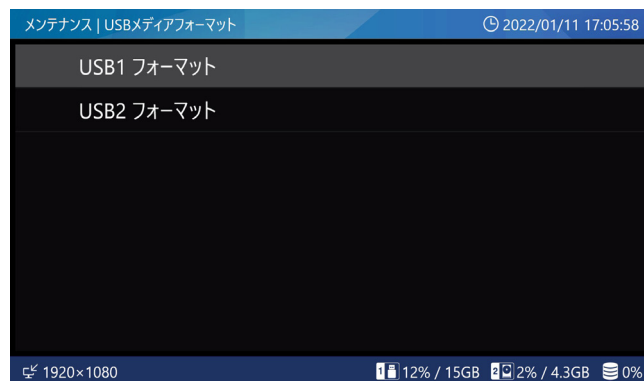 メンテナンス | USBメディアフォーマット 2022/01/11 17:05:58
USB1 フォーマット
USB2 フォーマット
1920×1080 1 12% / 15GB 2 2% / 4.3GB 0%